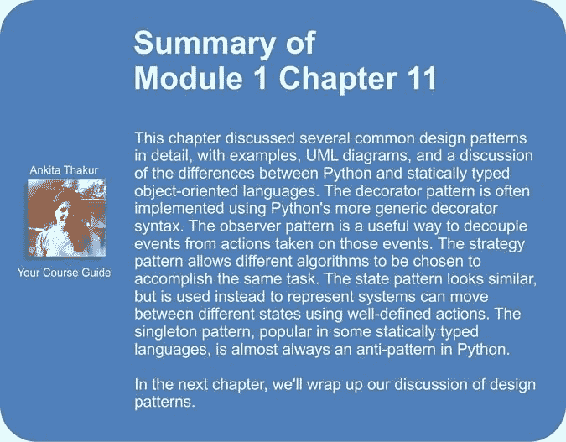 Summary of
Module 1 Chapter 11
Ankita Thakur
Your Course Guide
This chapter discussed several common design patterns
in detail, with examples, UML diagrams, and a discussion
of the differences between Python and statically typed
object-oriented languages. The decorator pattern is often
implemented using Python's more generic decorator
syntax. The observer pattern is a useful way to decouple
events from actions taken on those events. The strategy
pattern allows different algorithms to be chosen to
accomplish the same task. The state pattern looks similar,
but is used instead to represent systems can move
between different states using well-defined actions. The
singleton pattern, popular in some statically typed
languages, is almost always an anti-pattern in Python.
In the next chapter, we'll wrap up our discussion of design
patterns.